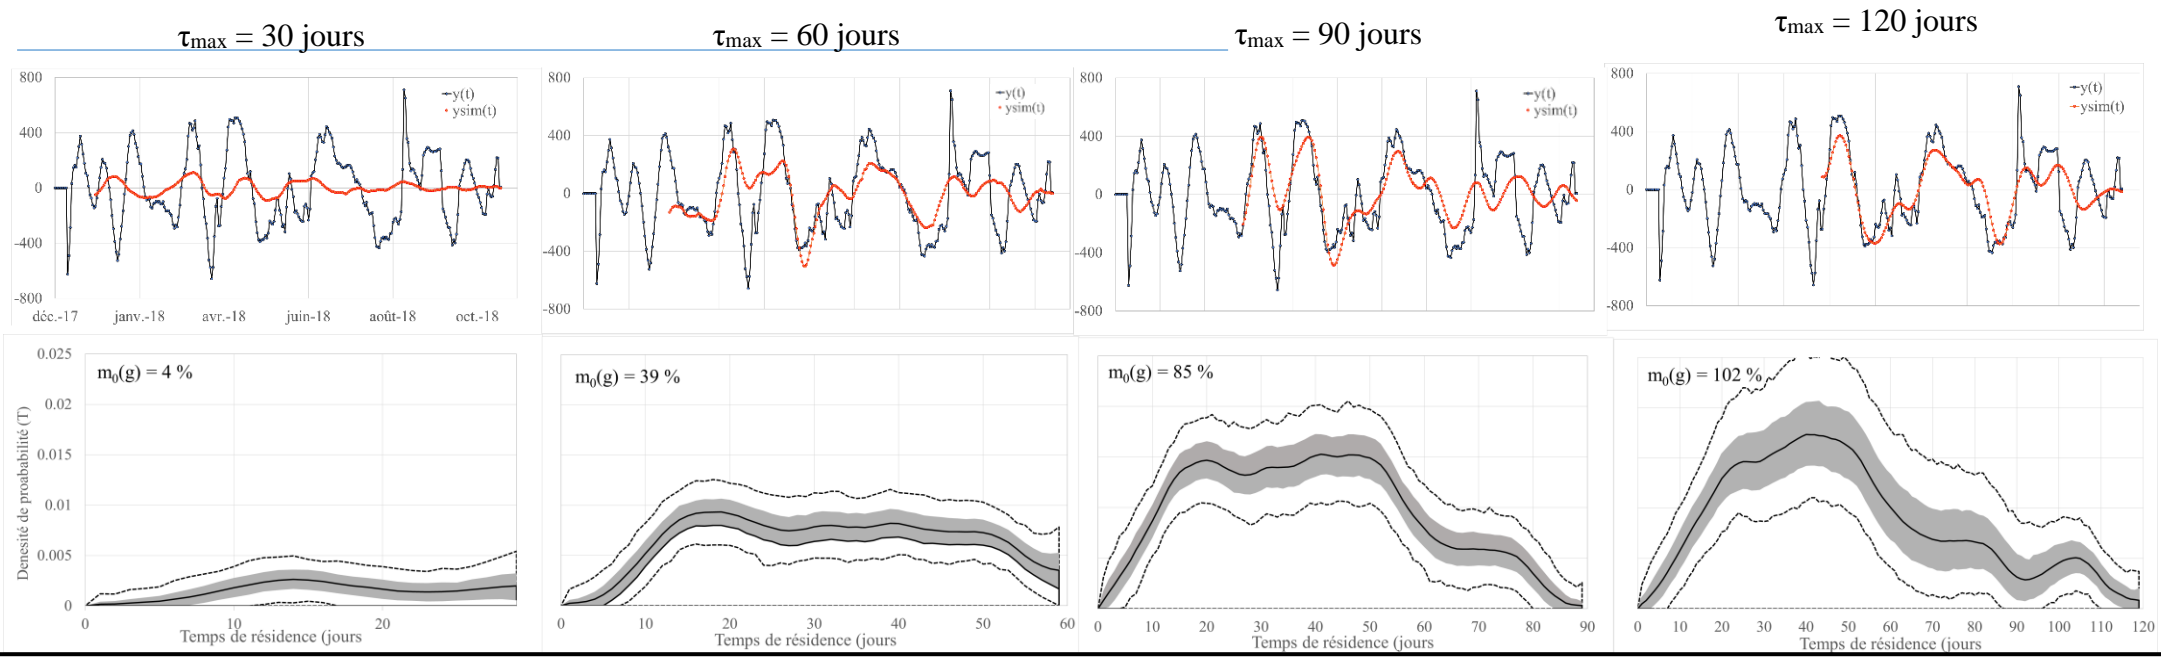 τmax = 30 jours
τmax = 60 jours
τmax = 90 jours
τmax = 120 jours
800
400
0
-400
-800
y(t)
ysim(t)
déc.-17
janv.-18
avr.-18
juin-18
août-18
oct.-18
800
400
0
-400
-800
y(t)
ysim(t)
800
400
0
-400
-800
y(t)
ysim(t)
800
400
0
-400
-800
y(t)
ysim(t)
Denesité de proabablité (T)
0.025
0.02
0.015
0.01
0.005
0
m0(g) = 4 %
0
10
20
Temps de résidence (jours
m0(g) = 39 %
0
10
20
30
40
50
60
Temps de résidence (jours
m0(g) = 85 %
0
10
20
30
40
50
60
70
80
90
Temps de résidence (jours
m0(g) = 102 %
0
10
20
30
40
50
60
70
80
90
100
110
120
Temps de résidence (jours